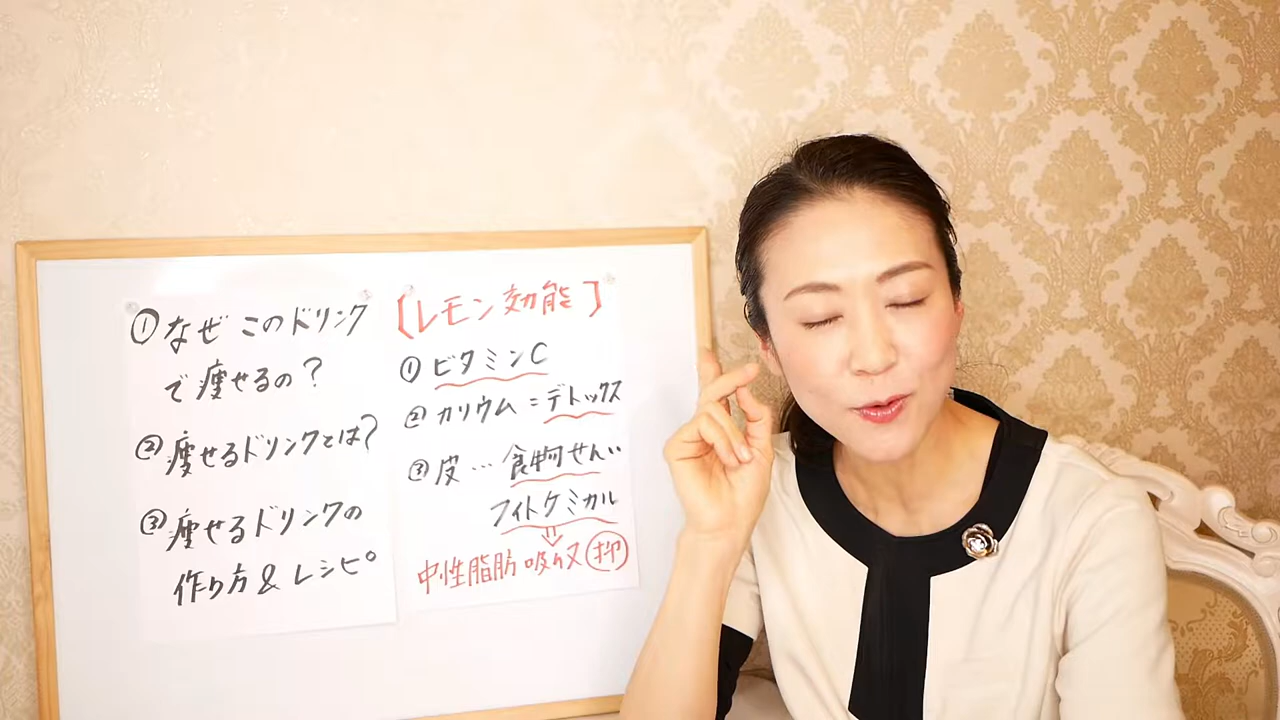 ①なぜこのドリンク
で痩せるの?
②痩せるドリンクとは?
③痩せるドリンクの
作り方&レシピ
[レモン効能]
①ビタミンC
②カリウム=デトックス
③皮…食物せんい
フィトケミカル
⇓
中性脂肪吸収抑